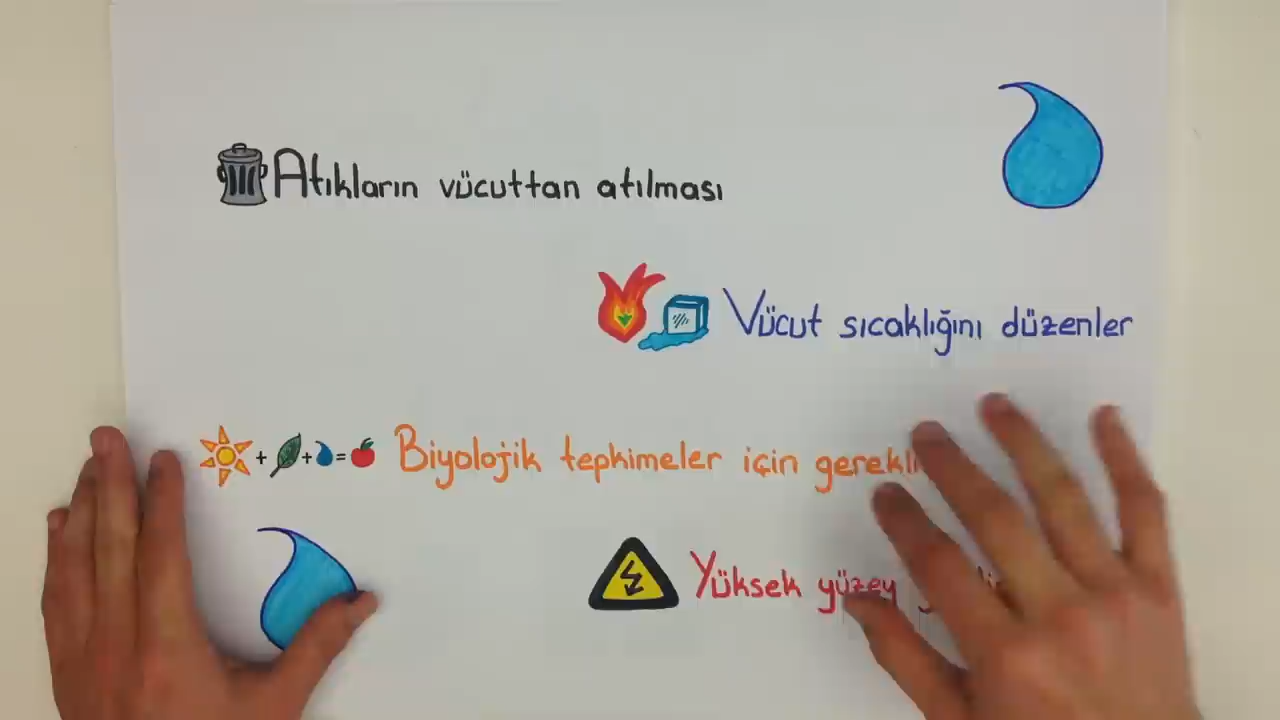 Atıkların vücuttan atılması
Vücut sıcaklığını düzenler
+ + = Biyolojik tepkimeler için gerekli
Yüksek yüzey